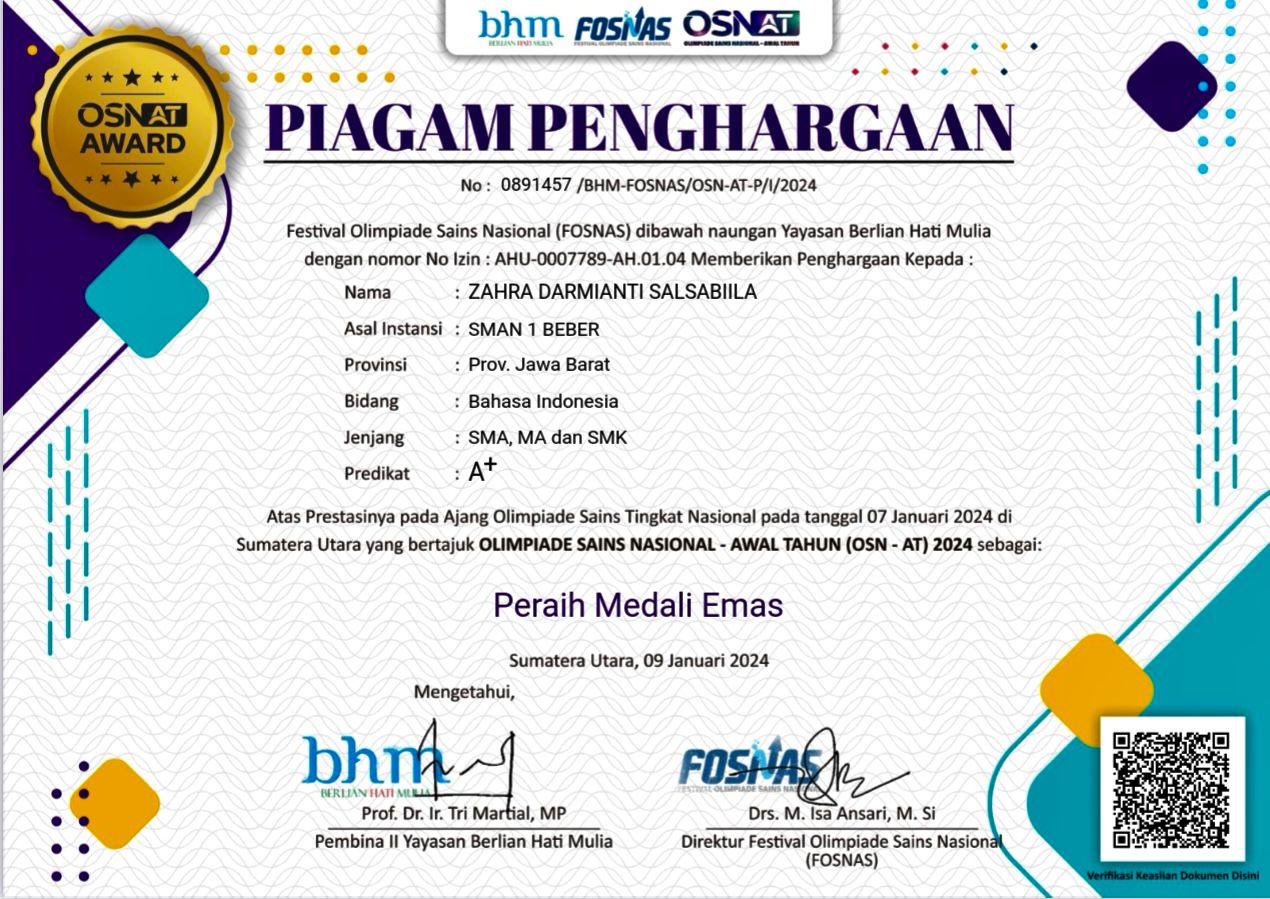 bhm FOSNAS OSN AT
BERLIAN HATI MULIA FESTIVAL OLIMPIADE SAINS NASIONAL OLIMPIADE SAINS NASIONAL - AWAL TAHUN
OSN AT
AWARD
PIAGAM PENGHARGAAN
No : 0891457 /BHM-FOSNAS/OSN-AT-P/I/2024
Festival Olimpiade Sains Nasional (FOSNAS) dibawah naungan Yayasan Berlian Hati Mulia
dengan nomor No Izin : AHU-0007789-AH.01.04 Memberikan Penghargaan Kepada :
Nama : ZAHRA DARMIANTI SALSABIILA
Asal Instansi : SMAN 1 BEBER
Provinsi : Prov. Jawa Barat
Bidang : Bahasa Indonesia
Jenjang : SMA, MA dan SMK
Predikat : A+
Atas Prestasinya pada Ajang Olimpiade Sains Tingkat Nasional pada tanggal 07 Januari 2024 di
Sumatera Utara yang bertajuk OLIMPIADE SAINS NASIONAL - AWAL TAHUN (OSN - AT) 2024 sebagai:
Peraih Medali Emas
Sumatera Utara, 09 Januari 2024
Mengetahui,
bhm FOSNAS
BERLIAN HATI MULIA FESTIVAL OLIMPIADE SAINS NASIONAL
Prof. Dr. Ir. Tri Martial, MP Drs. M. Isa Ansari, M. Si
Pembina II Yayasan Berlian Hati Mulia Direktur Festival Olimpiade Sains Nasional
(FOSNAS)
Verifikasi Keaslian Dokumen Disini